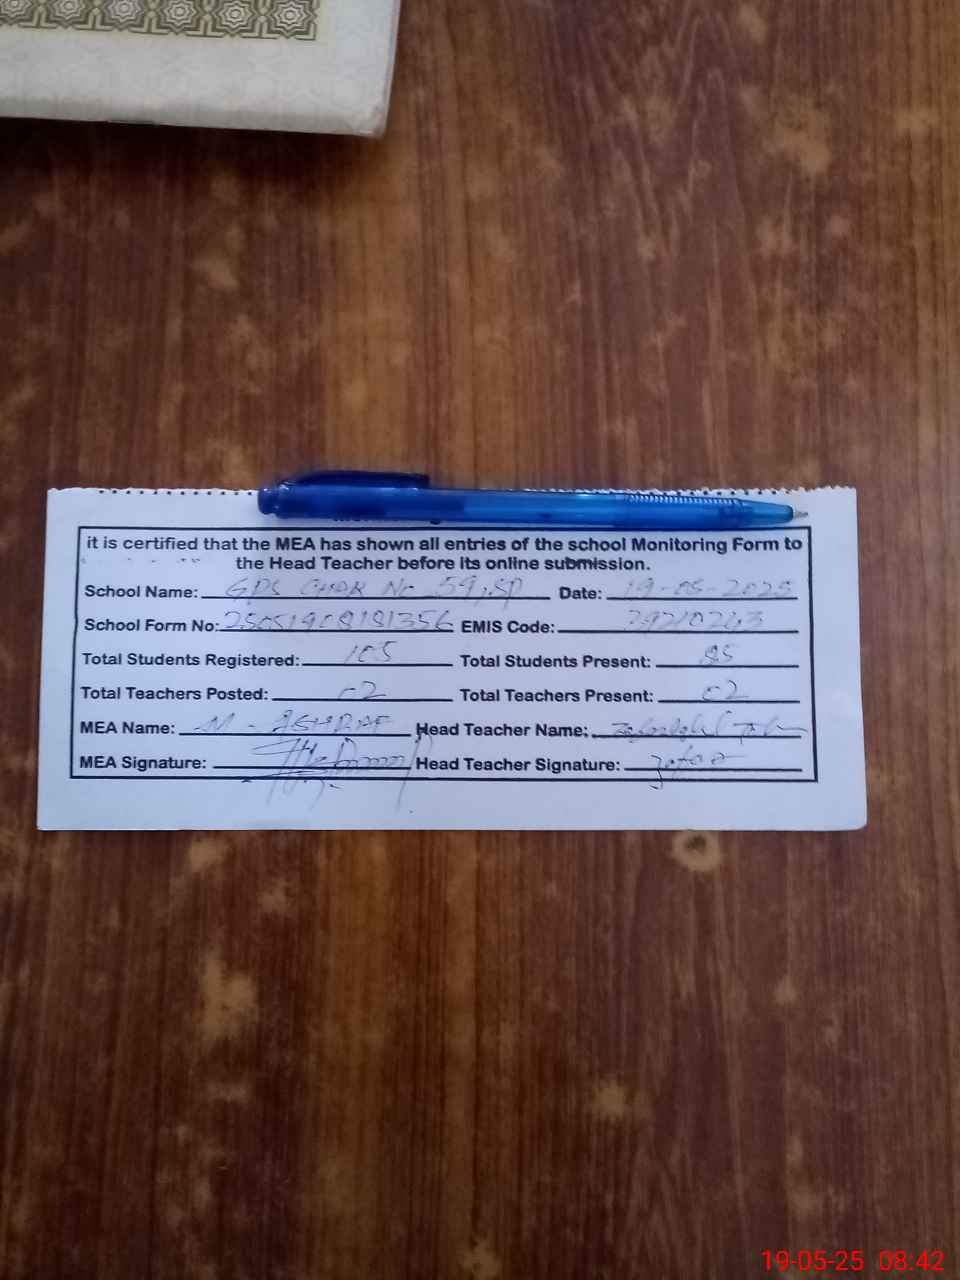 it is certified that the MEA has shown all entries of the school Monitoring Form to
the Head Teacher before its online submission.
School Name: GPS CHAK No 59,SP Date: 19-05-2025
School Form No: EMIS Code:
Total Students Registered: 105 Total Students Present: 85
Total Teachers Posted: 02 Total Teachers Present: 02
MEA Name: M-ASHRAF Head Teacher Name:
MEA Signature: Head Teacher Signature:
19-05-25 08:42